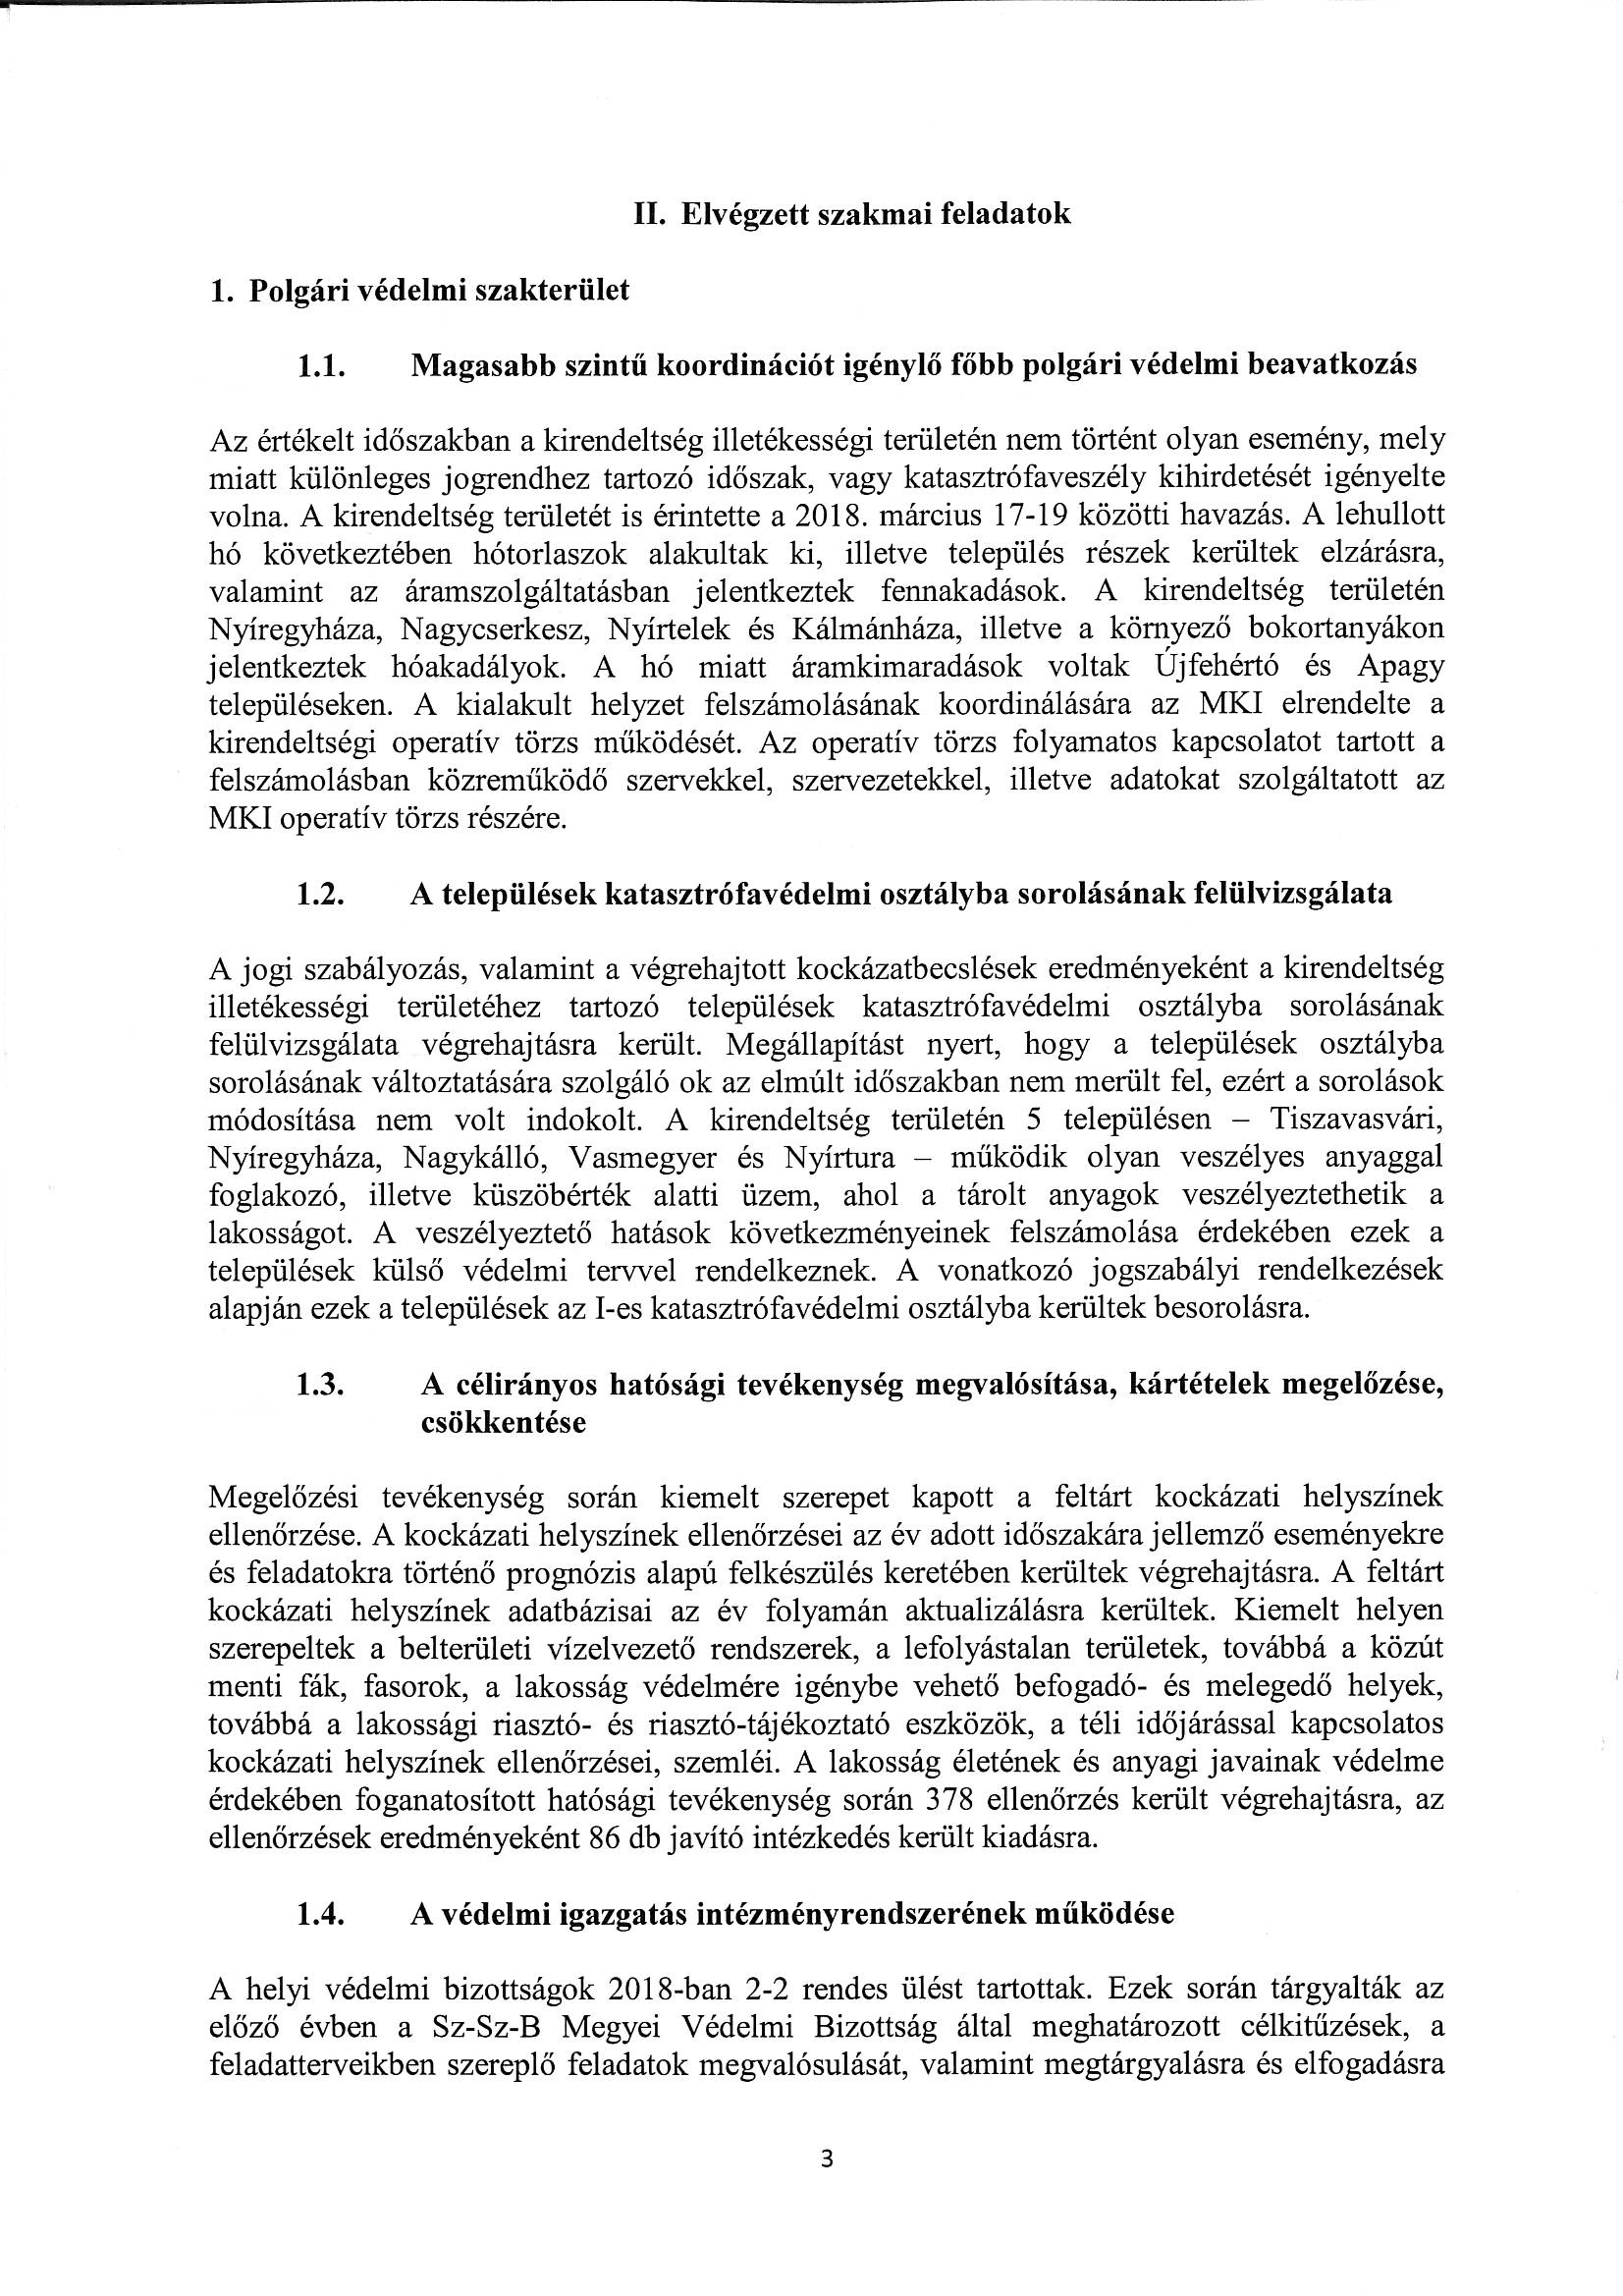 II. Elvégzett szakmai feladatok
1. Polgári védelmi szakterület
1.1. Magasabb szintű koordinációt igénylő főbb polgári védelmi beavatkozás
Az értékelt időszakban a kirendeltség illetékességi területén nem történt olyan esemény, mely
miatt különleges jogrendhez tartozó időszak, vagy katasztrófaveszély kihirdetését igényelte
volna. A kirendeltség területét is érintette a 2018. március 17-19 közötti havazás. A lehullott
hó következtében hótorlaszok alakultak ki, illetve település részek kerültek elzárásra,
valamint az áramszolgáltatásban jelentkeztek fennakadások. A kirendeltség területén
Nyíregyháza, Nagycserkesz, Nyírtelek és Kálmánháza, illetve a környező bokortanyákon
jelentkeztek hóakadályok. A hó miatt áramkimaradások voltak Újfehértó és Apagy
településeken. A kialakult helyzet felszámolásának koordinálására az MKI elrendelte a
kirendeltségi operatív törzs működését. Az operatív törzs folyamatos kapcsolatot tartott a
felszámolásban közreműködő szervekkel, szervezetekkel, illetve adatokat szolgáltatott az
MKI operatív törzs részére.
1.2. A települések katasztrófavédelmi osztályba sorolásának felülvizsgálata
A jogi szabályozás, valamint a végrehajtott kockázatbecslések eredményeként a kirendeltség
illetékességi területéhez tartozó települések katasztrófavédelmi osztályba sorolásának
felülvizsgálata végrehajtásra került. Megállapítást nyert, hogy a települések osztályba
sorolásának változtatására szolgáló ok az elmúlt időszakban nem merült fel, ezért a sorolások
módosítása nem volt indokolt. A kirendeltség területén 5 településen – Tiszavasvári,
Nyíregyháza, Nagykálló, Vasmegyer és Nyírtura – működik olyan veszélyes anyaggal
foglakozó, illetve küszöbérték alatti üzem, ahol a tárolt anyagok veszélyeztethetik a
lakosságot. A veszélyeztető hatások következményeinek felszámolása érdekében ezek a
települések külső védelmi tervvel rendelkeznek. A vonatkozó jogszabályi rendelkezések
alapján ezek a települések az I-es katasztrófavédelmi osztályba kerültek besorolásra.
1.3. A célirányos hatósági tevékenység megvalósítása, kártételek megelőzése,
csökkentése
Megelőzési tevékenység során kiemelt szerepet kapott a feltárt kockázati helyszínek
ellenőrzése. A kockázati helyszínek ellenőrzései az év adott időszakára jellemző eseményekre
és feladatokra történő prognózis alapú felkészülés keretében kerültek végrehajtásra. A feltárt
kockázati helyszínek adatbázisai az év folyamán aktualizálásra kerültek. Kiemelt helyen
szerepeltek a belterületi vízelvezető rendszerek, a lefolyástalan területek, továbbá a közút
menti fák, fasorok, a lakosság védelmére igénybe vehető befogadó- és melegedő helyek,
továbbá a lakossági riasztó- és riasztó-tájékoztató eszközök, a téli időjárással kapcsolatos
kockázati helyszínek ellenőrzései, szemléi. A lakosság életének és anyagi javainak védelme
érdekében foganatosított hatósági tevékenység során 378 ellenőrzés került végrehajtásra, az
ellenőrzések eredményeként 86 db javító intézkedés került kiadásra.
1.4. A védelmi igazgatás intézményrendszerének működése
A helyi védelmi bizottságok 2018-ban 2-2 rendes ülést tartottak. Ezek során tárgyalták az
előző évben a Sz-Sz-B Megyei Védelmi Bizottság által meghatározott célkitűzések, a
feladatterveikben szereplő feladatok megvalósulását, valamint megtárgyalásra és elfogadásra
3